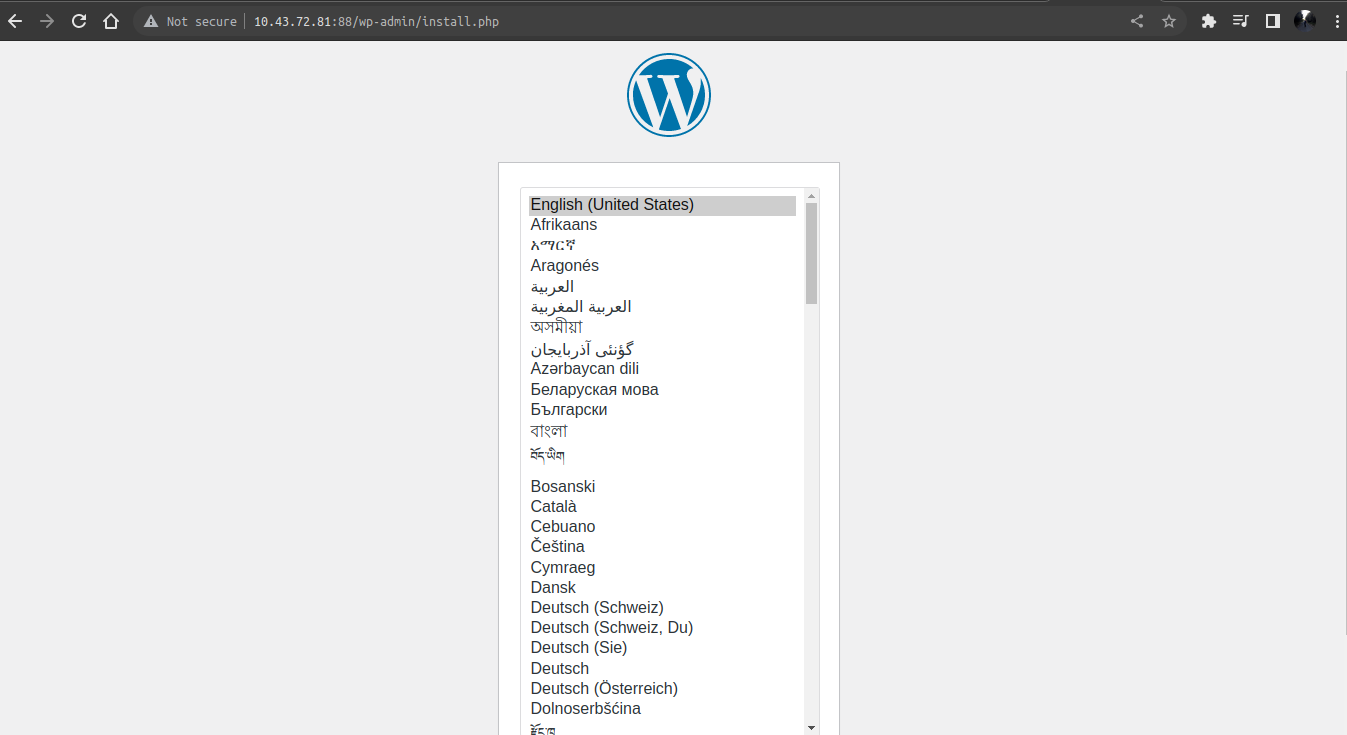 Not secure 10.43.72.81:88/wp-admin/install.php
English (United States)
Afrikaans
አማርኛ
Aragonés
العربية
العربية المغربية
অসমীয়া
گؤنئی آذربایجان
Azərbaycan dili
Беларуская мова
Български
বাংলা
བོད་ཡིག
Bosanski
Català
Cebuano
Čeština
Cymraeg
Dansk
Deutsch (Schweiz)
Deutsch (Schweiz, Du)
Deutsch (Sie)
Deutsch
Deutsch (Österreich)
Dolnoserbšćina
རྫོང་ཁ